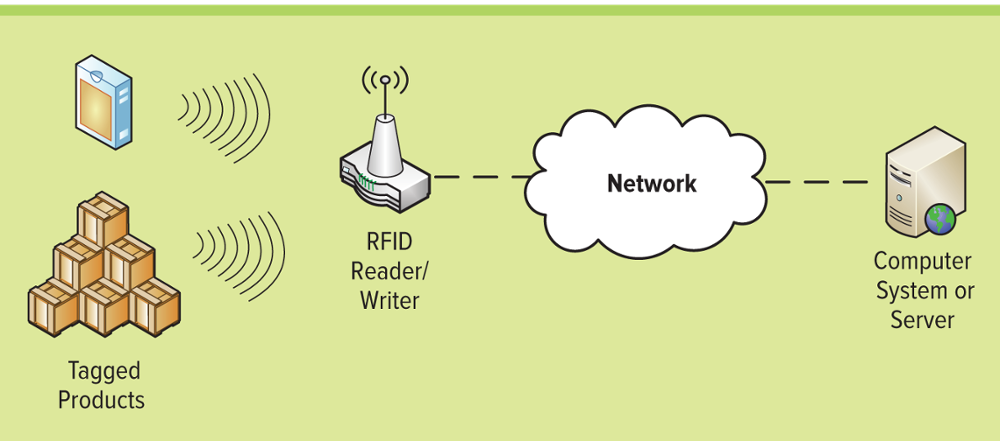 Tagged
Products
RFID
Reader/
Writer
Network
Computer
System or
Server